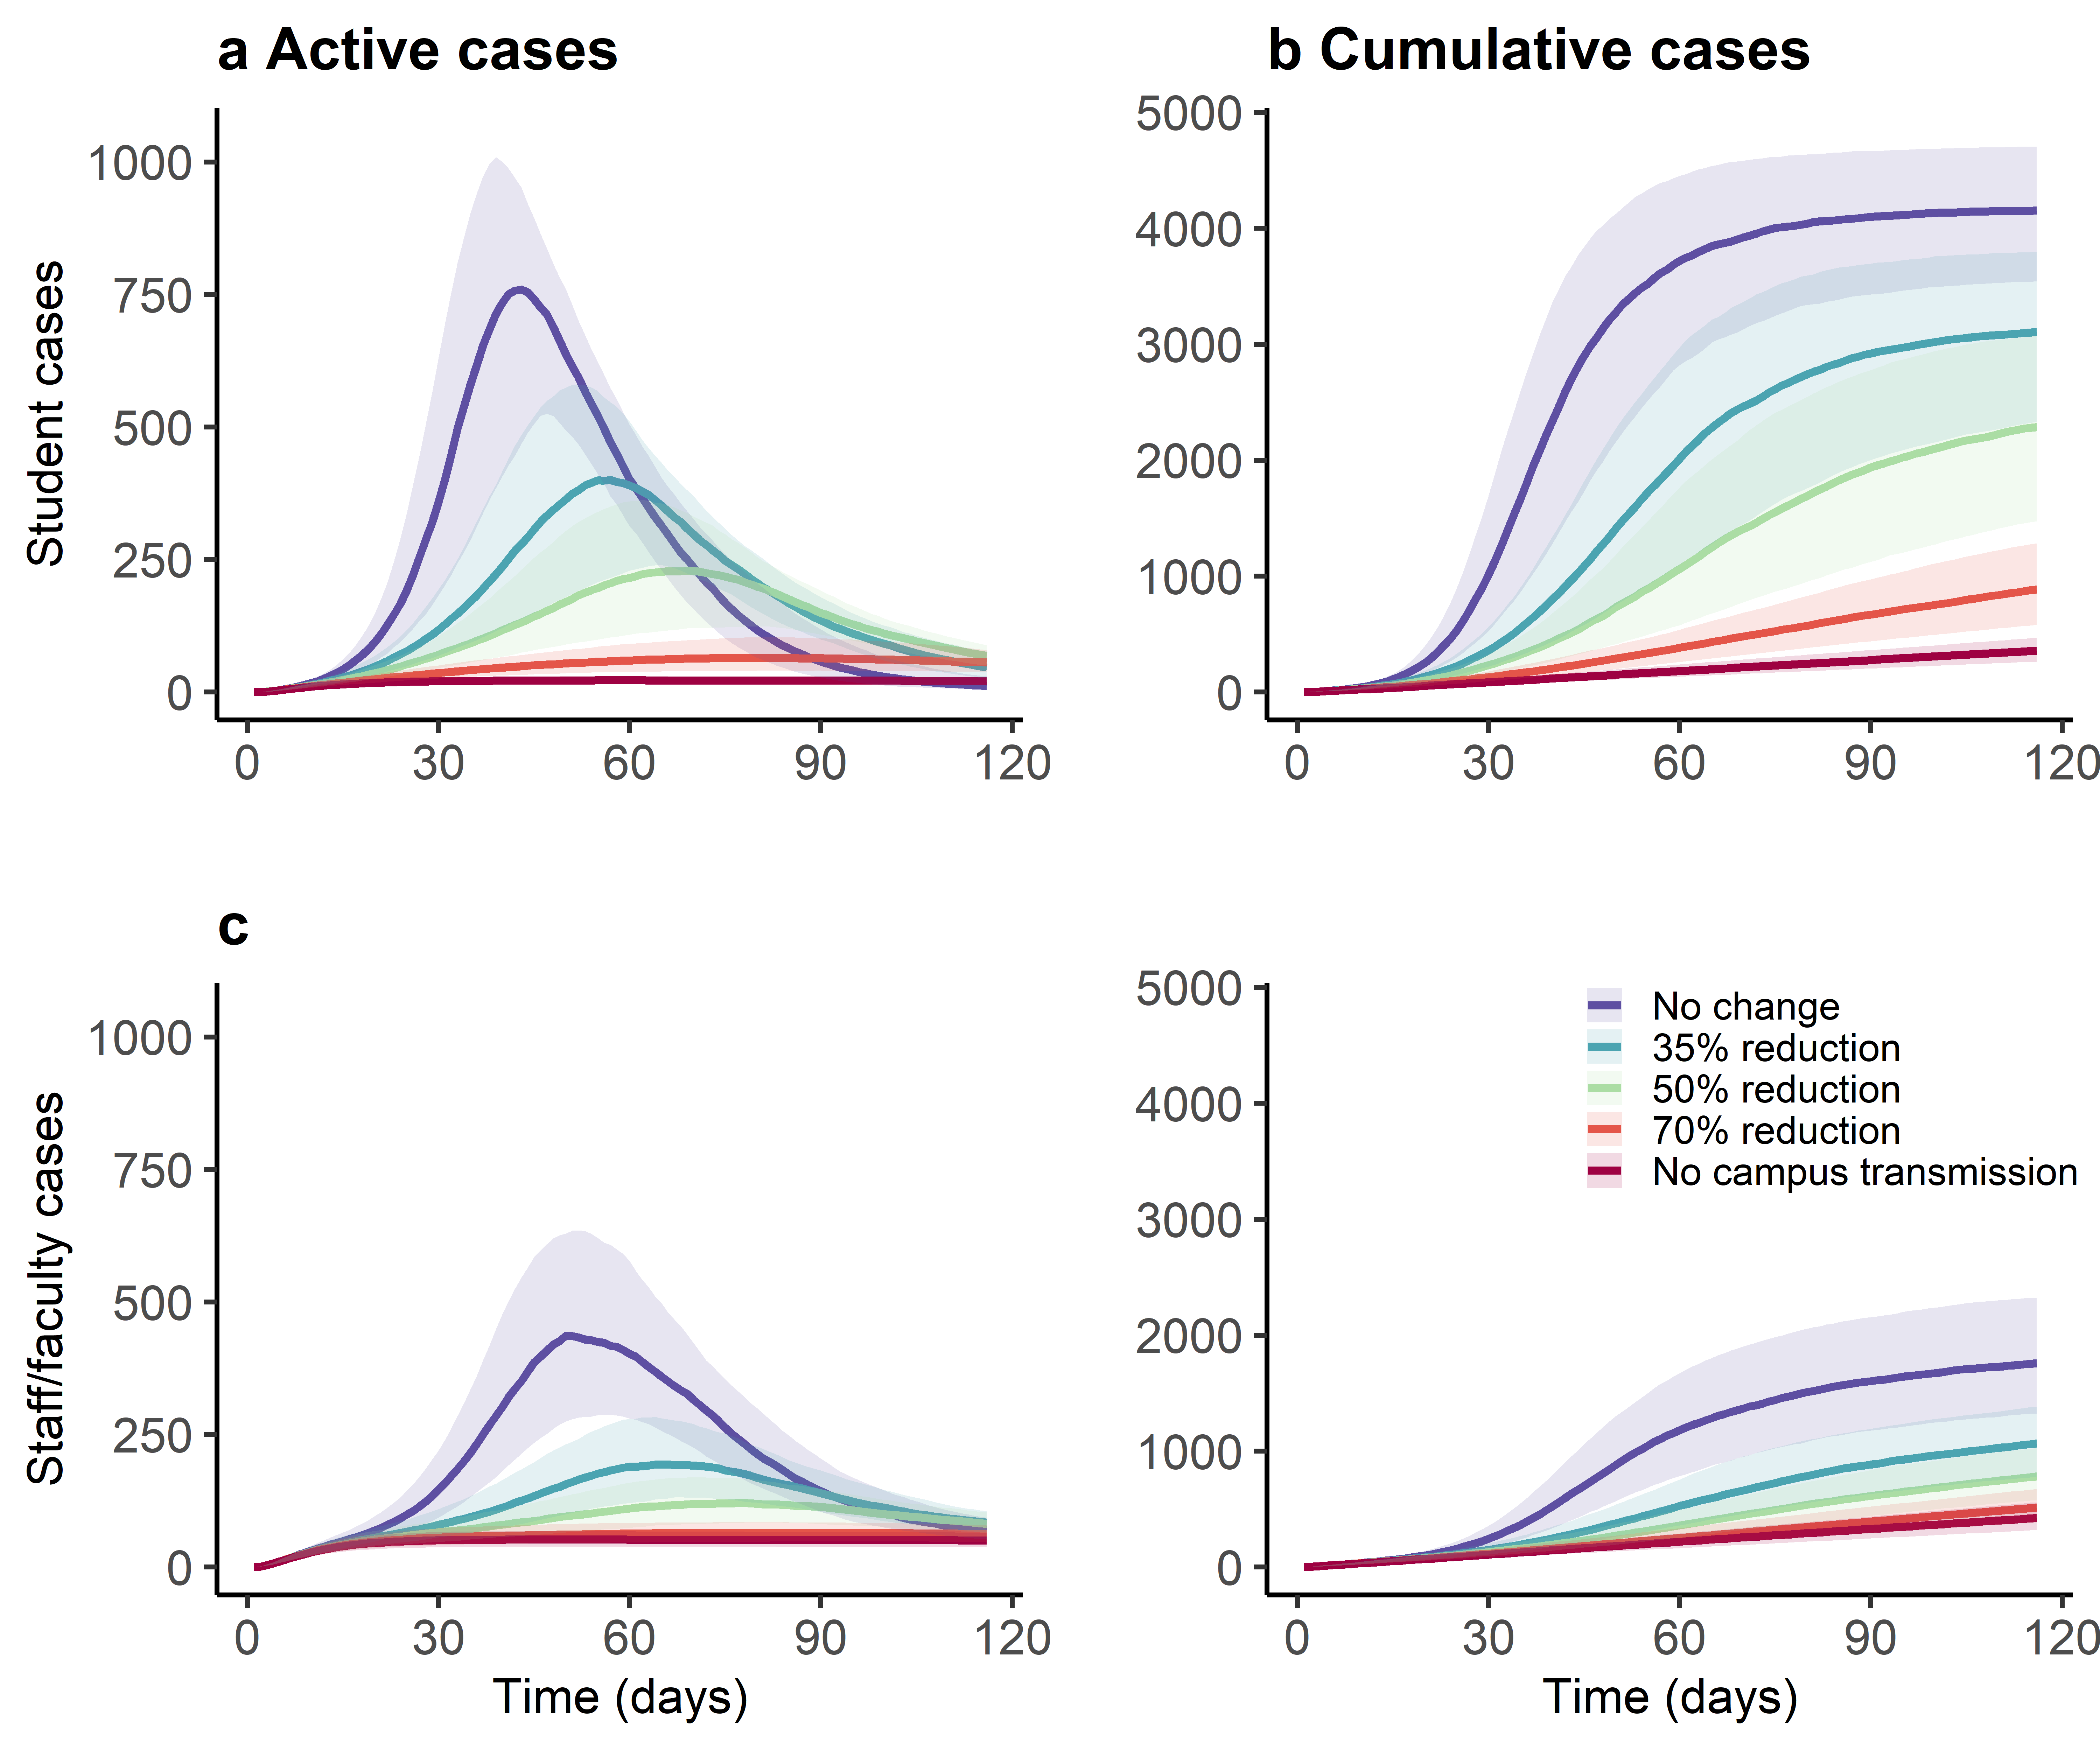 a Active cases
b Cumulative cases
Student cases
1000
750
500
250
0
0 30 60 90 120
5000
4000
3000
2000
1000
0
0 30 60 90 120
c
Staff/faculty cases
1000
750
500
250
0
0 30 60 90 120
Time (days)
5000
4000
3000
2000
1000
0
No change
35% reduction
50% reduction
70% reduction
No campus transmission
0 30 60 90 120
Time (days)